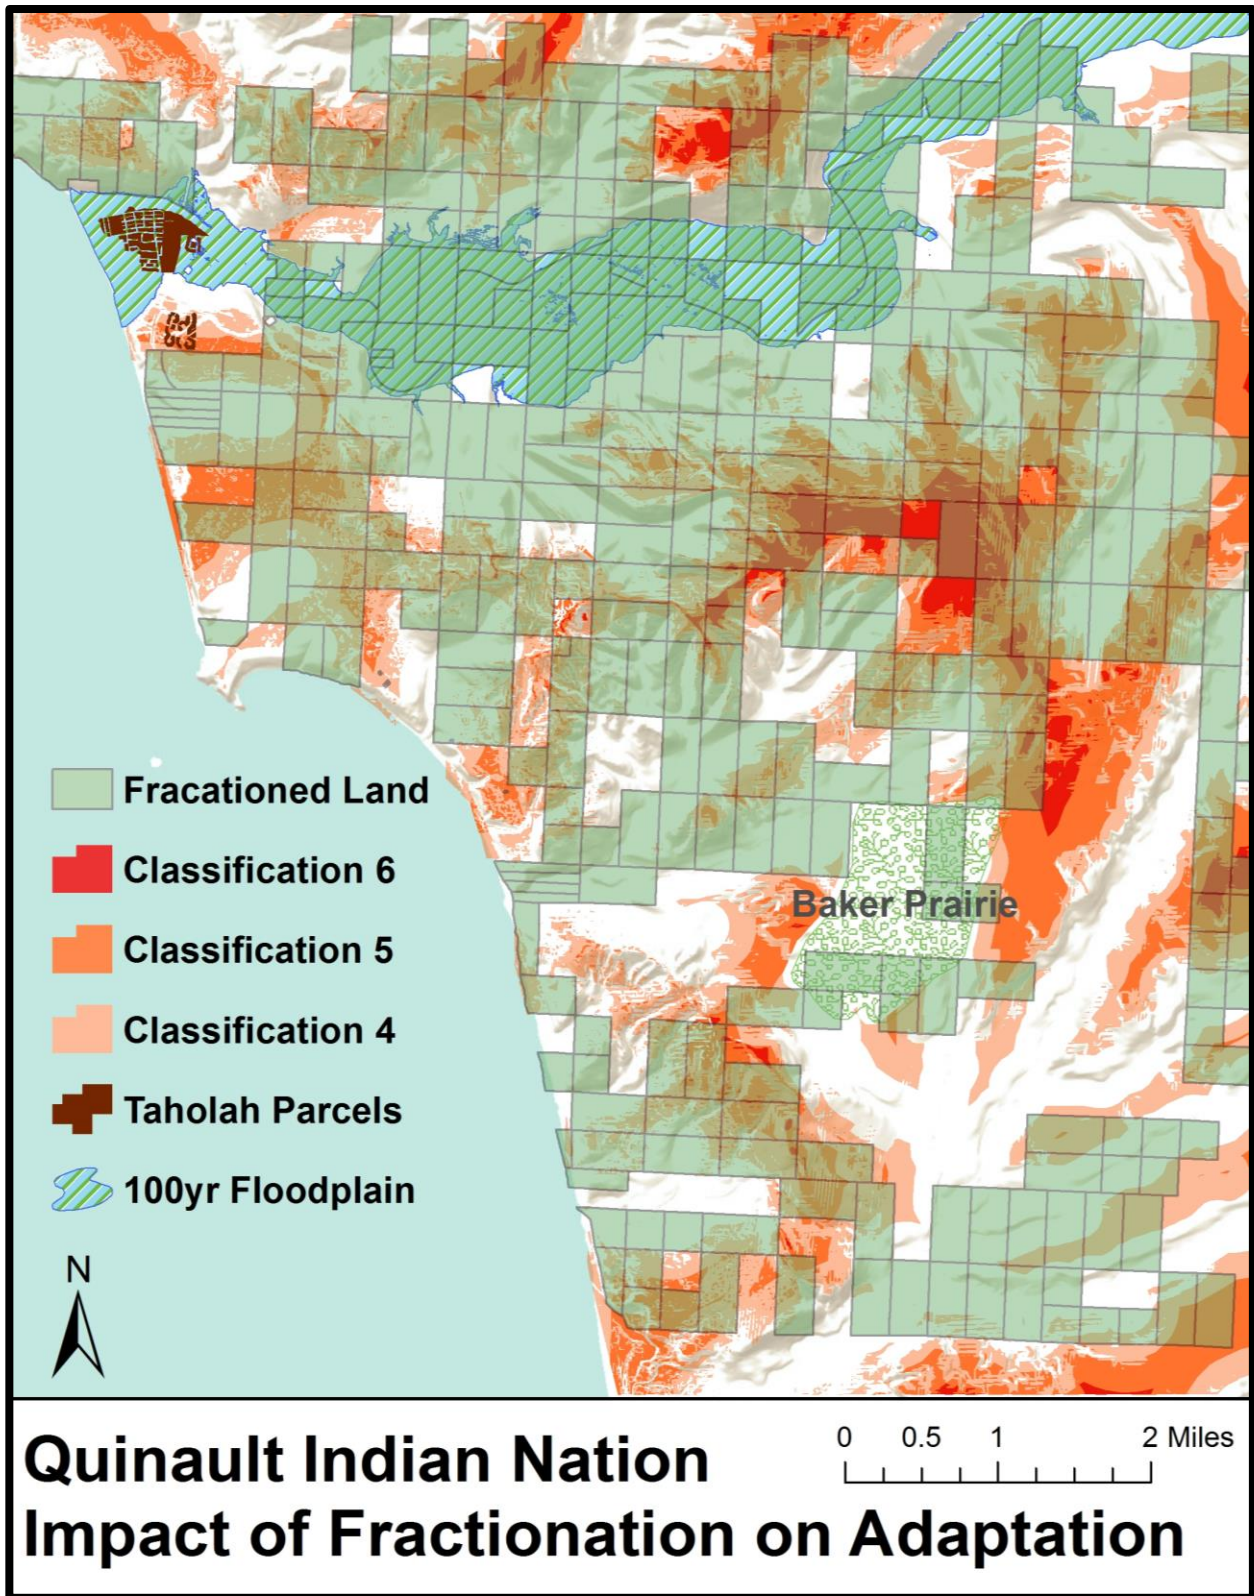 Baker Prairie
Fracationed Land
Classification 6
Classification 5
Classification 4
Taholah Parcels
100yr Floodplain
N
Quinault Indian Nation
Impact of Fractionation on Adaptation
0 0.5 1 2 Miles